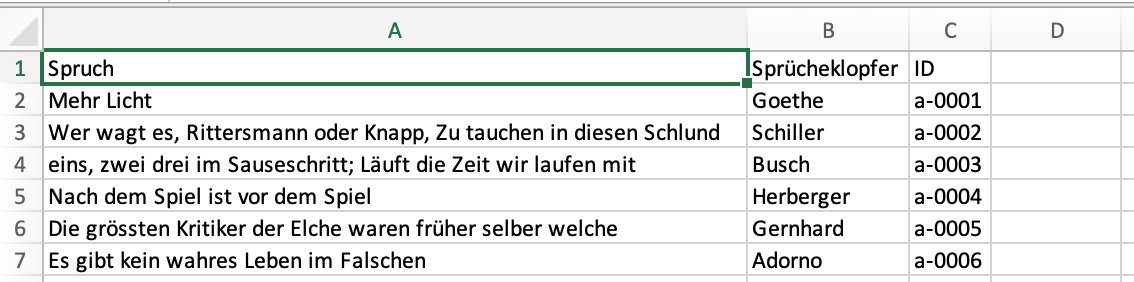 A B C D
1 Spruch Sprücheklopfer ID
2 Mehr Licht Goethe a-0001
3 Wer wagt es, Rittersmann oder Knapp, Zu tauchen in diesen Schlund Schiller a-0002
4 eins, zwei drei im Sauseschritt; Läuft die Zeit wir laufen mit Busch a-0003
5 Nach dem Spiel ist vor dem Spiel Herberger a-0004
6 Die grössten Kritiker der Elche waren früher selber welche Gernhard a-0005
7 Es gibt kein wahres Leben im Falschen Adorno a-0006